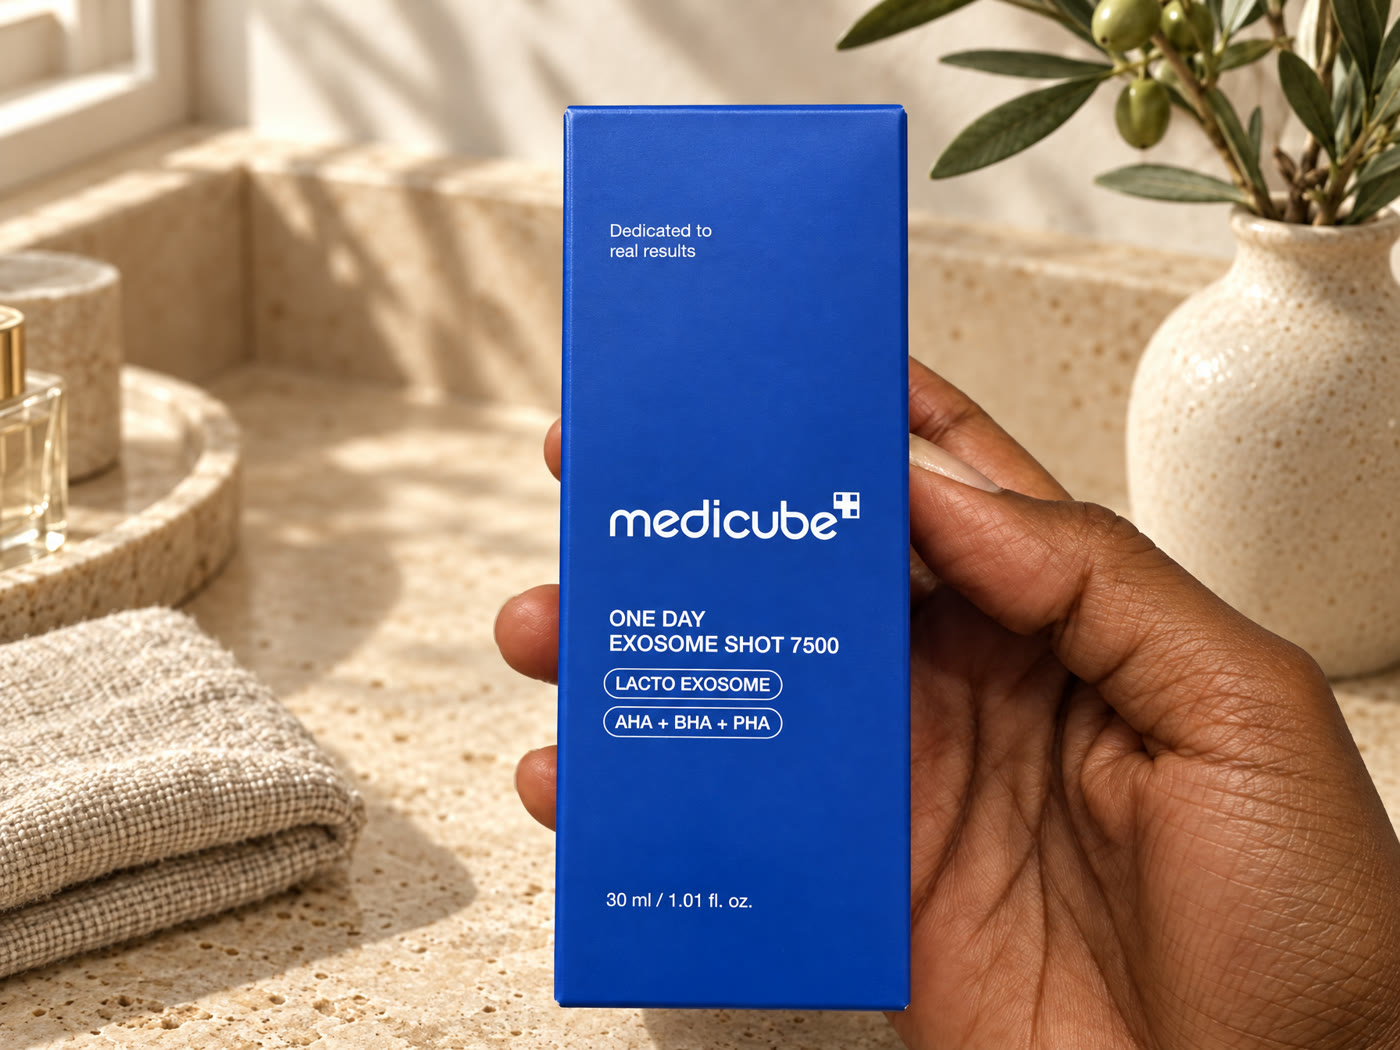 Dedicated to
real results
medicube
ONE DAY
EXOSOME SHOT 7500
LACTO EXOSOME
AHA + BHA + PHA
30 ml / 1.01 fl. oz.